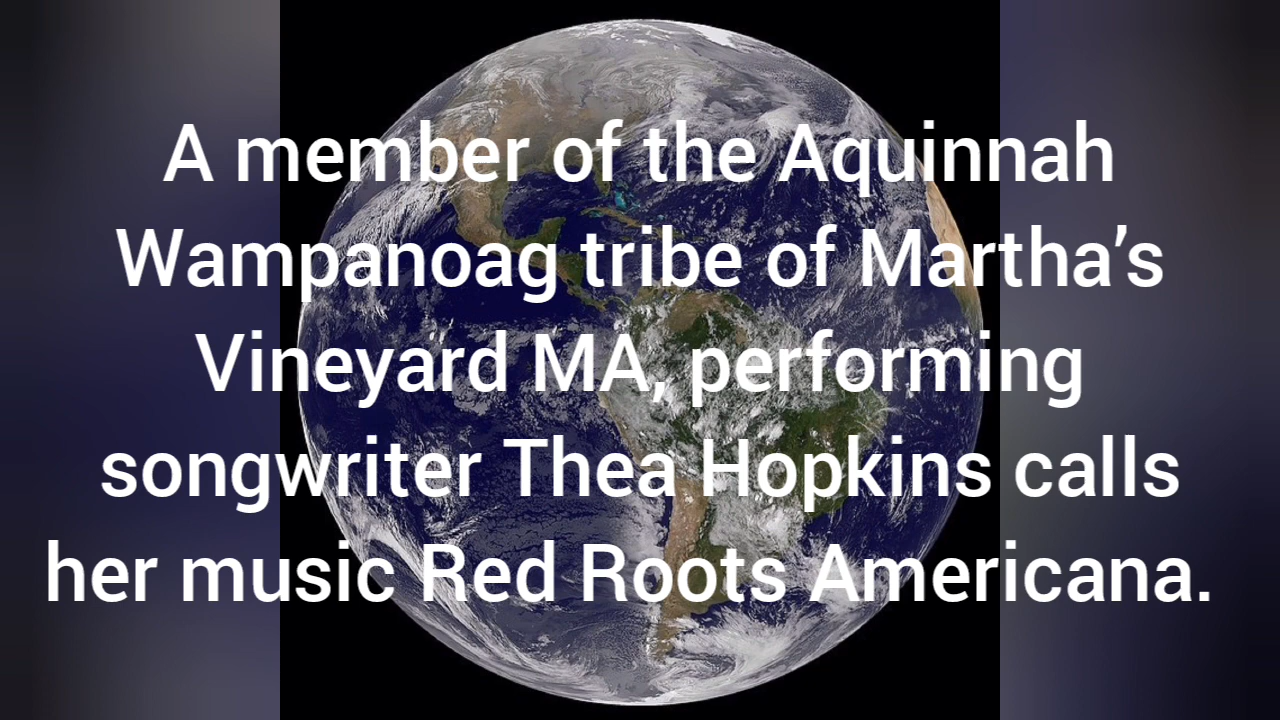 A member of the Aquinnah
Wampanoag tribe of Martha’s
Vineyard MA, performing
songwriter Thea Hopkins calls
her music Red Roots Americana.